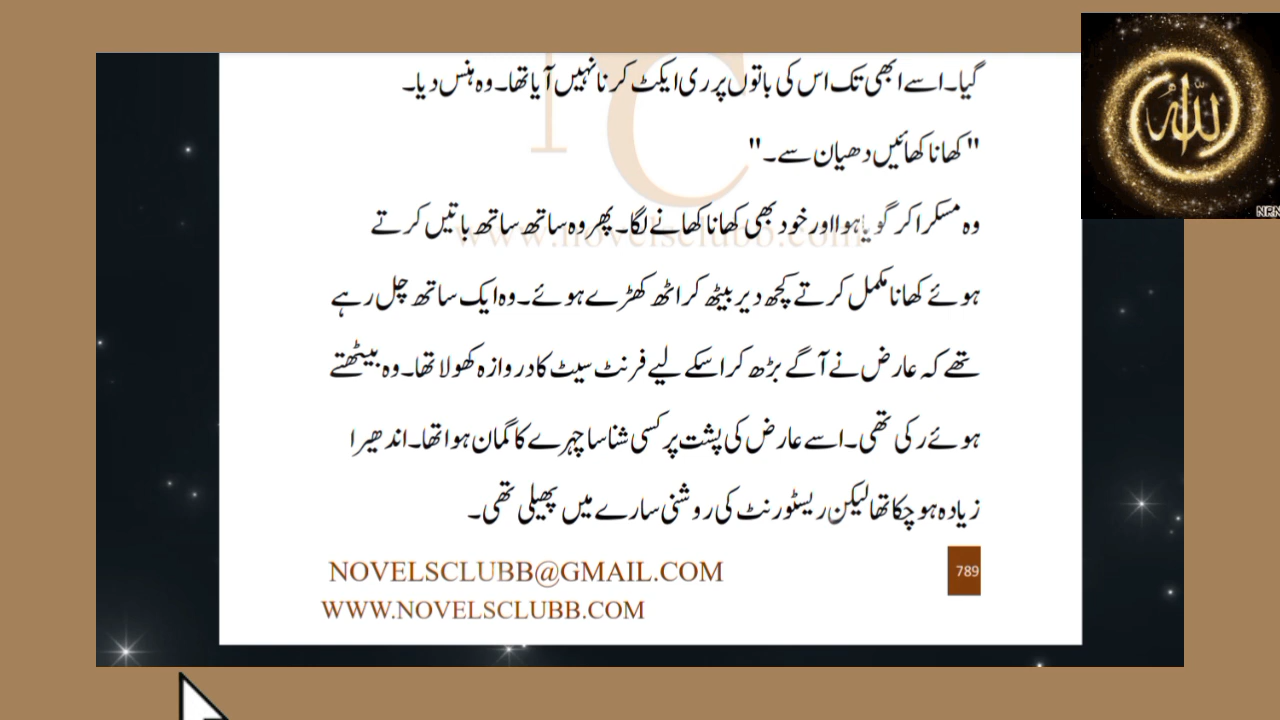 گیا۔ اسے ابھی تک اس کی باتوں پر ری ایکٹ کرنا نہیں آیا تھا۔ وہ ہنس دیا۔
"کھانا کھائیں دھیان سے۔"
وہ مسکرا کر گویا ہوا اور خود بھی کھانا کھانے لگا۔ پھر وہ ساتھ ساتھ باتیں کرتے
ہوئے کھانا مکمل کرتے کچھ دیر بیٹھ کر اٹھ کھڑے ہوئے۔ وہ ایک ساتھ چل رہے
تھے کہ عارض نے آگے بڑھ کر اسکے لیے فرنٹ سیٹ کا دروازہ کھولا تھا۔ وہ بیٹھتے
ہوئے رکی تھی۔ اسے عارض کی پشت پر کسی شناسا چہرے کا گمان ہوا تھا۔ اندھیرا
زیادہ ہو چکا تھا لیکن ریسٹورنٹ کی روشنی سارے میں پھیلی تھی۔
NOVELSCLUBB@GMAIL.COM
789
WWW.NOVELSCLUBB.COM
www.novelsclubb.com
الله